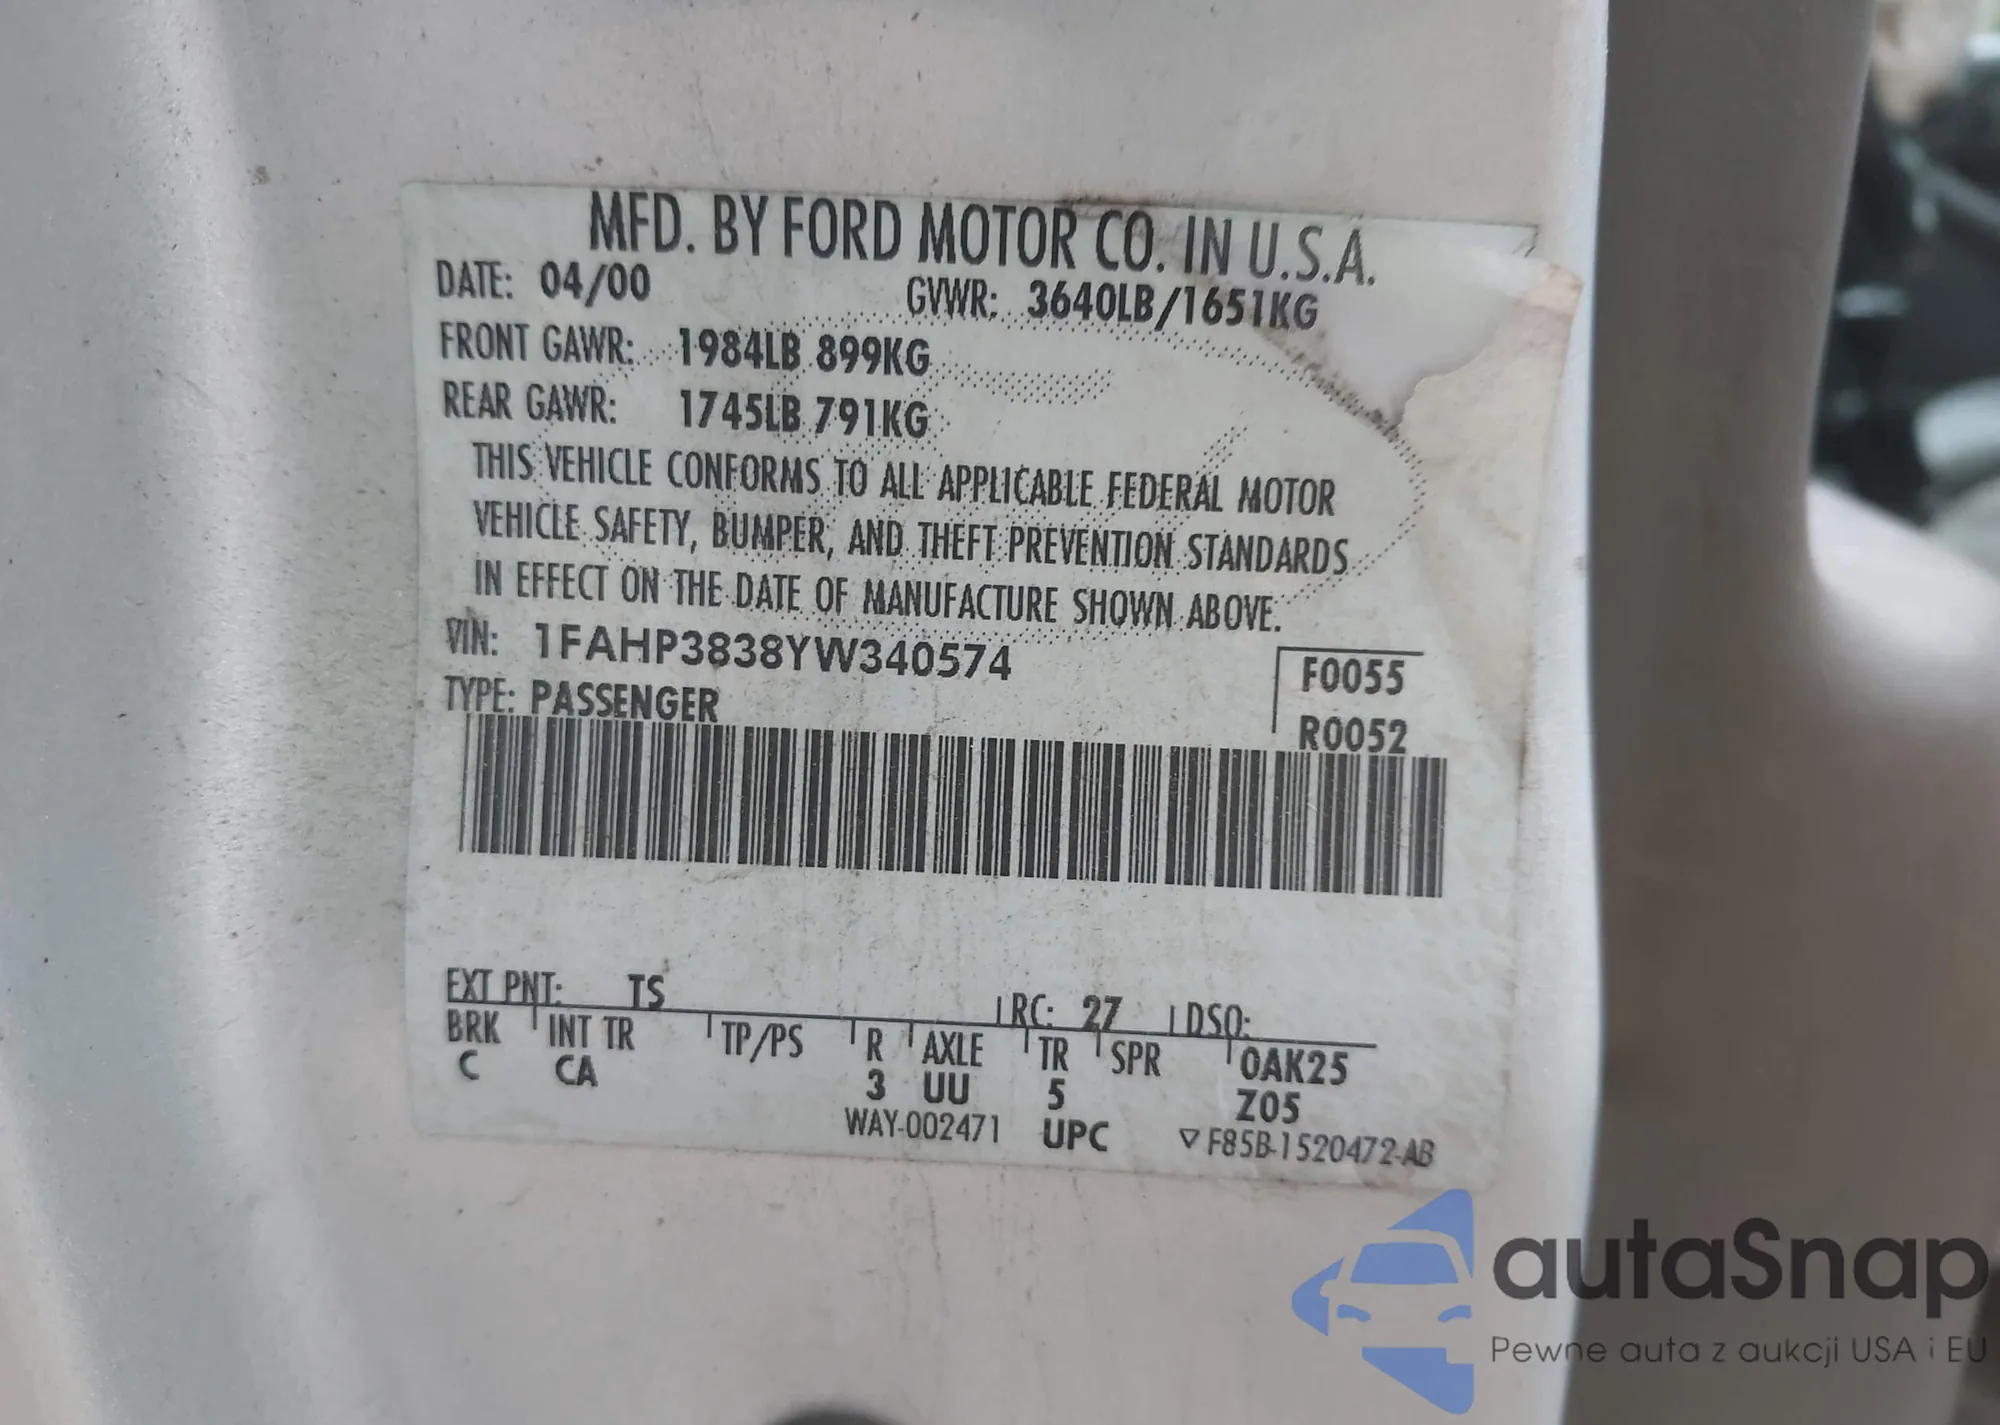 MFD. BY FORD MOTOR CO. IN U.S.A.
DATE: 04/00 GVWR: 3640LB/1651KG
FRONT GAWR: 1984LB 899KG
REAR GAWR: 1745LB 791KG
THIS VEHICLE CONFORMS TO ALL APPLICABLE FEDERAL MOTOR
VEHICLE SAFETY, BUMPER, AND THEFT PREVENTION STANDARDS
IN EFFECT ON THE DATE OF MANUFACTURE SHOWN ABOVE.
VIN: 1FAHP3838YW340574
F0055
TYPE: PASSENGER
R0052
EXT PNT: TS RC: 27 DSO:
BRK INT TR TP/PS R AXLE TR SPR 0AK25
C CA 3 UU 5 Z05
WAY-002471 UPC ▽ F85B-1520472-AB
autaSnap
Pewne auta z aukcji USA i EU